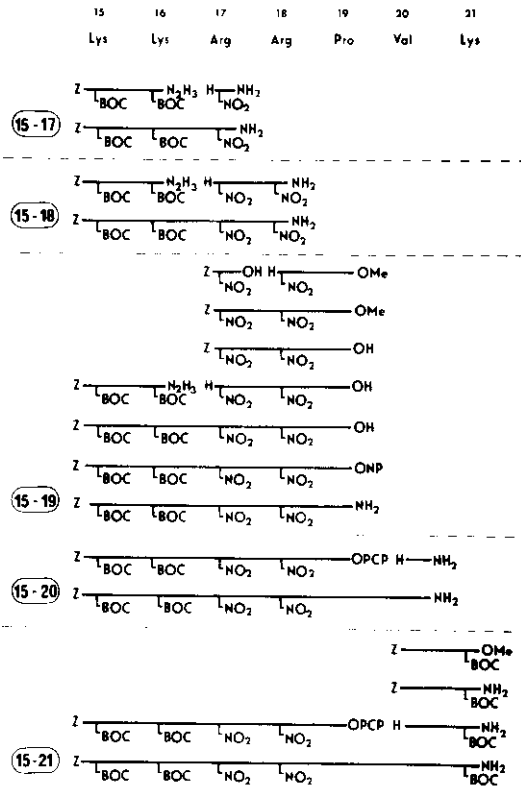 15 16 17 18 19 20 21
Lys Lys Arg Arg Pro Val Lys
Z N₂H₃ H NH₂
BOC BOC NO₂
15-17
Z NH₂
BOC BOC NO₂
Z N₂H₃ H NH₂
BOC BOC NO₂ NO₂
15-18
Z NH₂
BOC BOC NO₂ NO₂
Z OH H OMe
NO₂ NO₂
Z OMe
NO₂ NO₂
Z OH
NO₂ NO₂
Z N₂H₃ H OH
BOC BOC NO₂ NO₂
Z OH
BOC BOC NO₂ NO₂
Z ONP
BOC BOC NO₂ NO₂
15-19
Z NH₂
BOC BOC NO₂ NO₂
Z OPCP H NH₂
BOC BOC NO₂ NO₂
15-20
Z NH₂
BOC BOC NO₂ NO₂
Z OMe
BOC
Z NH₂
BOC
Z OPCP H NH₂
BOC BOC NO₂ NO₂ BOC
15-21
Z NH₂
BOC BOC NO₂ NO₂ BOC